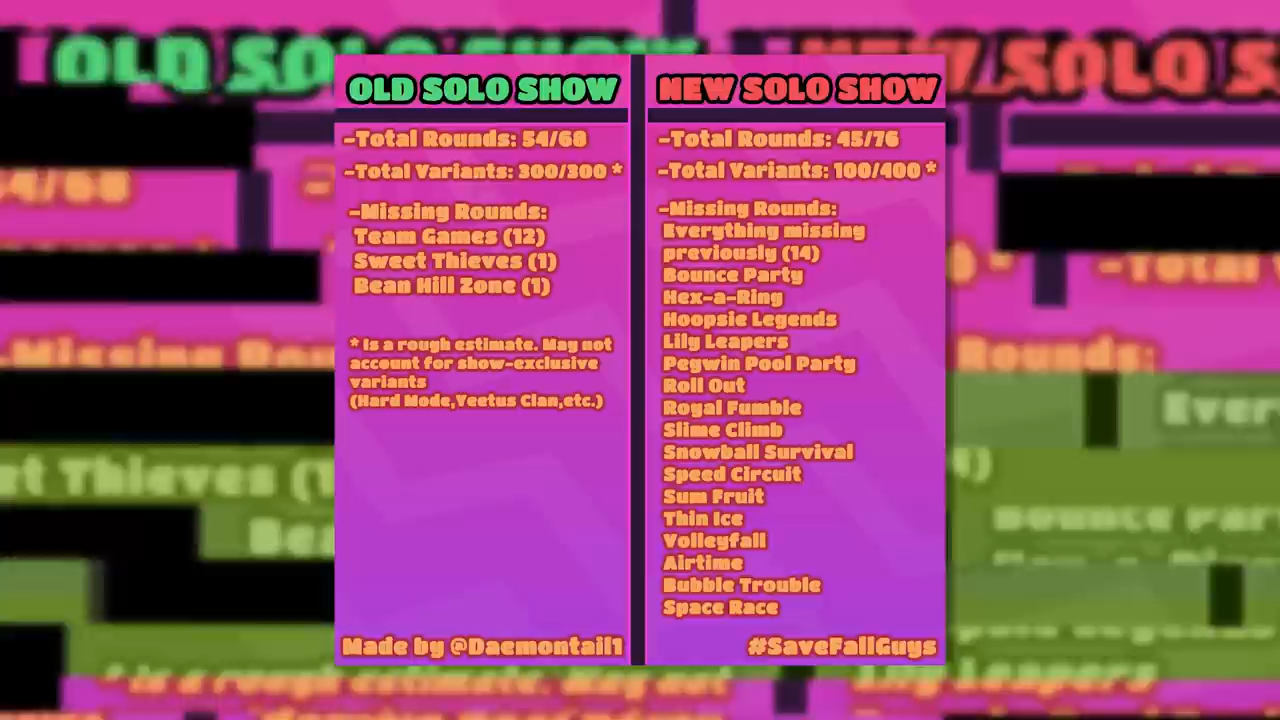 OLD SOLO SHOW
-Total Rounds: 54/68
-Total Variants: 300/300 *
-Missing Rounds:
Team Games (12)
Sweet Thieves (1)
Bean Hill Zone (1)
* Is a rough estimate. May not
account for show-exclusive
variants
(Hard Mode,Yeetus Clan,etc.)
Made by @Daemontail1
NEW SOLO SHOW
-Total Rounds: 45/76
-Total Variants: 100/400 *
-Missing Rounds:
Everything missing
previously (14)
Bounce Party
Hex-a-Ring
Hoopsie Legends
Lily Leapers
Pegwin Pool Party
Roll Out
Royal Fumble
Slime Climb
Snowball Survival
Speed Circuit
Sum Fruit
Thin Ice
Volleyfall
Airtime
Bubble Trouble
Space Race
#SaveFallGuys